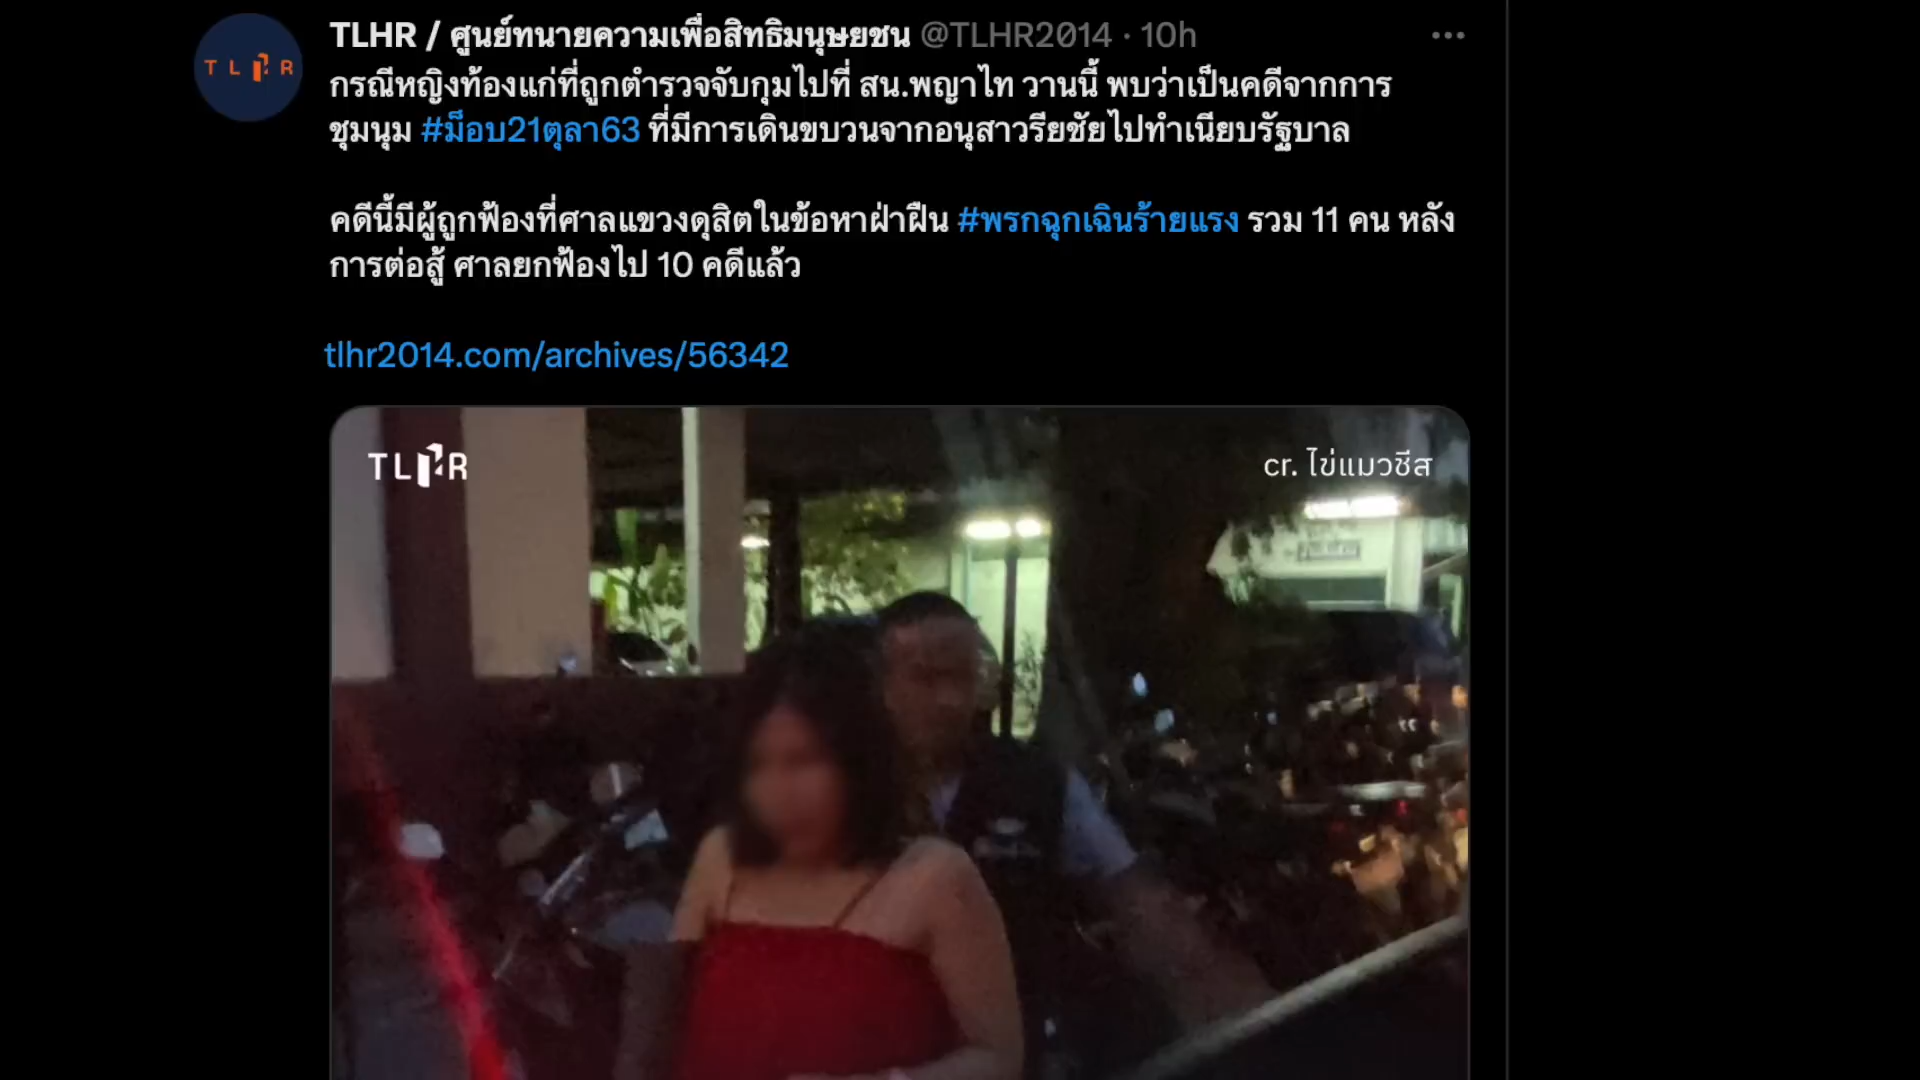 TLHR
TLHR / ศูนย์ทนายความเพื่อสิทธิมนุษยชน @TLHR2014 · 10h
กรณีหญิงท้องแก่ที่ถูกตำรวจจับกุมไปที่ สน.พญาไท วานนี้ พบว่าเป็นคดีจากการ
ชุมนุม #ม็อบ21ตุลา63 ที่มีการเดินขบวนจากอนุสาวรียชัยไปทำเนียบรัฐบาล
คดีนี้มีผู้ถูกฟ้องที่ศาลแขวงดุสิตในข้อหาฝ่าฝืน #พรกฉุกเฉินร้ายแรง รวม 11 คน หลัง
การต่อสู้ ศาลยกฟ้องไป 10 คดีแล้ว
tlhr2014.com/archives/56342
TLHR
cr. ไข่แมวชีส